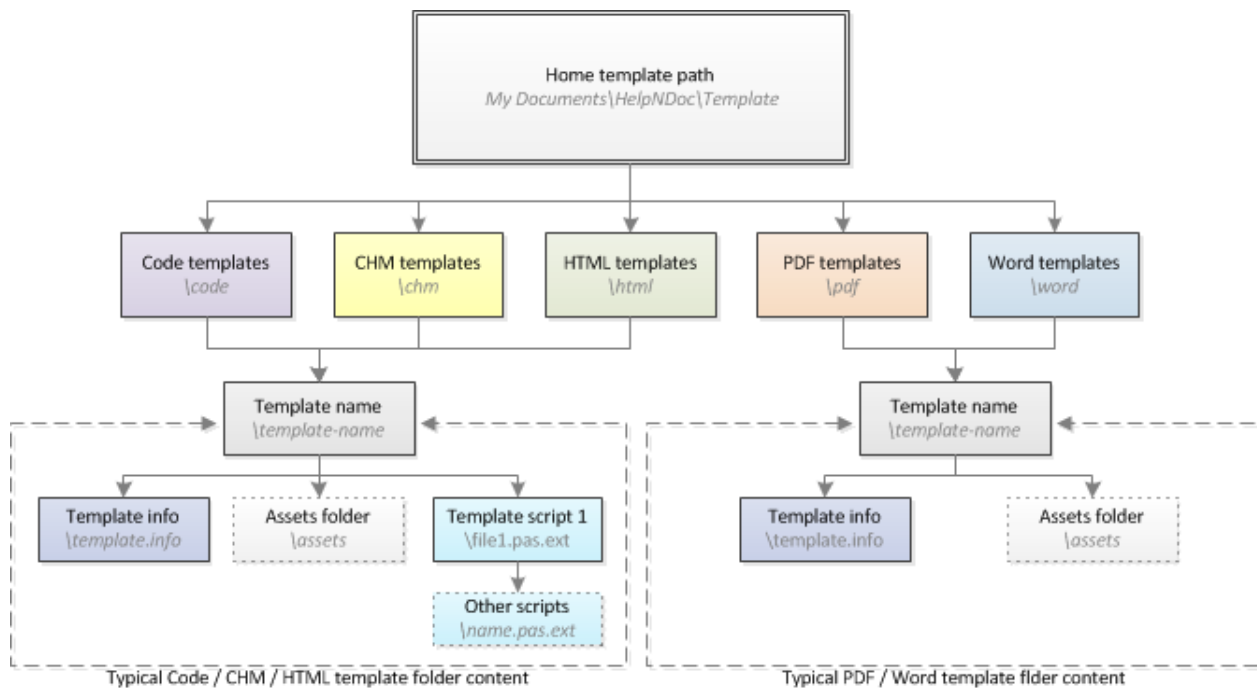 Home template path
My Documents\HelpNDoc\Template
Code templates
\code
CHM templates
\chm
HTML templates
\html
PDF templates
\pdf
Word templates
\word
Template name
\template-name
Template name
\template-name
Template info
\template.info
Assets folder
\assets
Template script 1
\file1.pas.ext
Template info
\template.info
Assets folder
\assets
Other scripts
\name.pas.ext
Typical Code / CHM / HTML template folder content
Typical PDF / Word template flder content